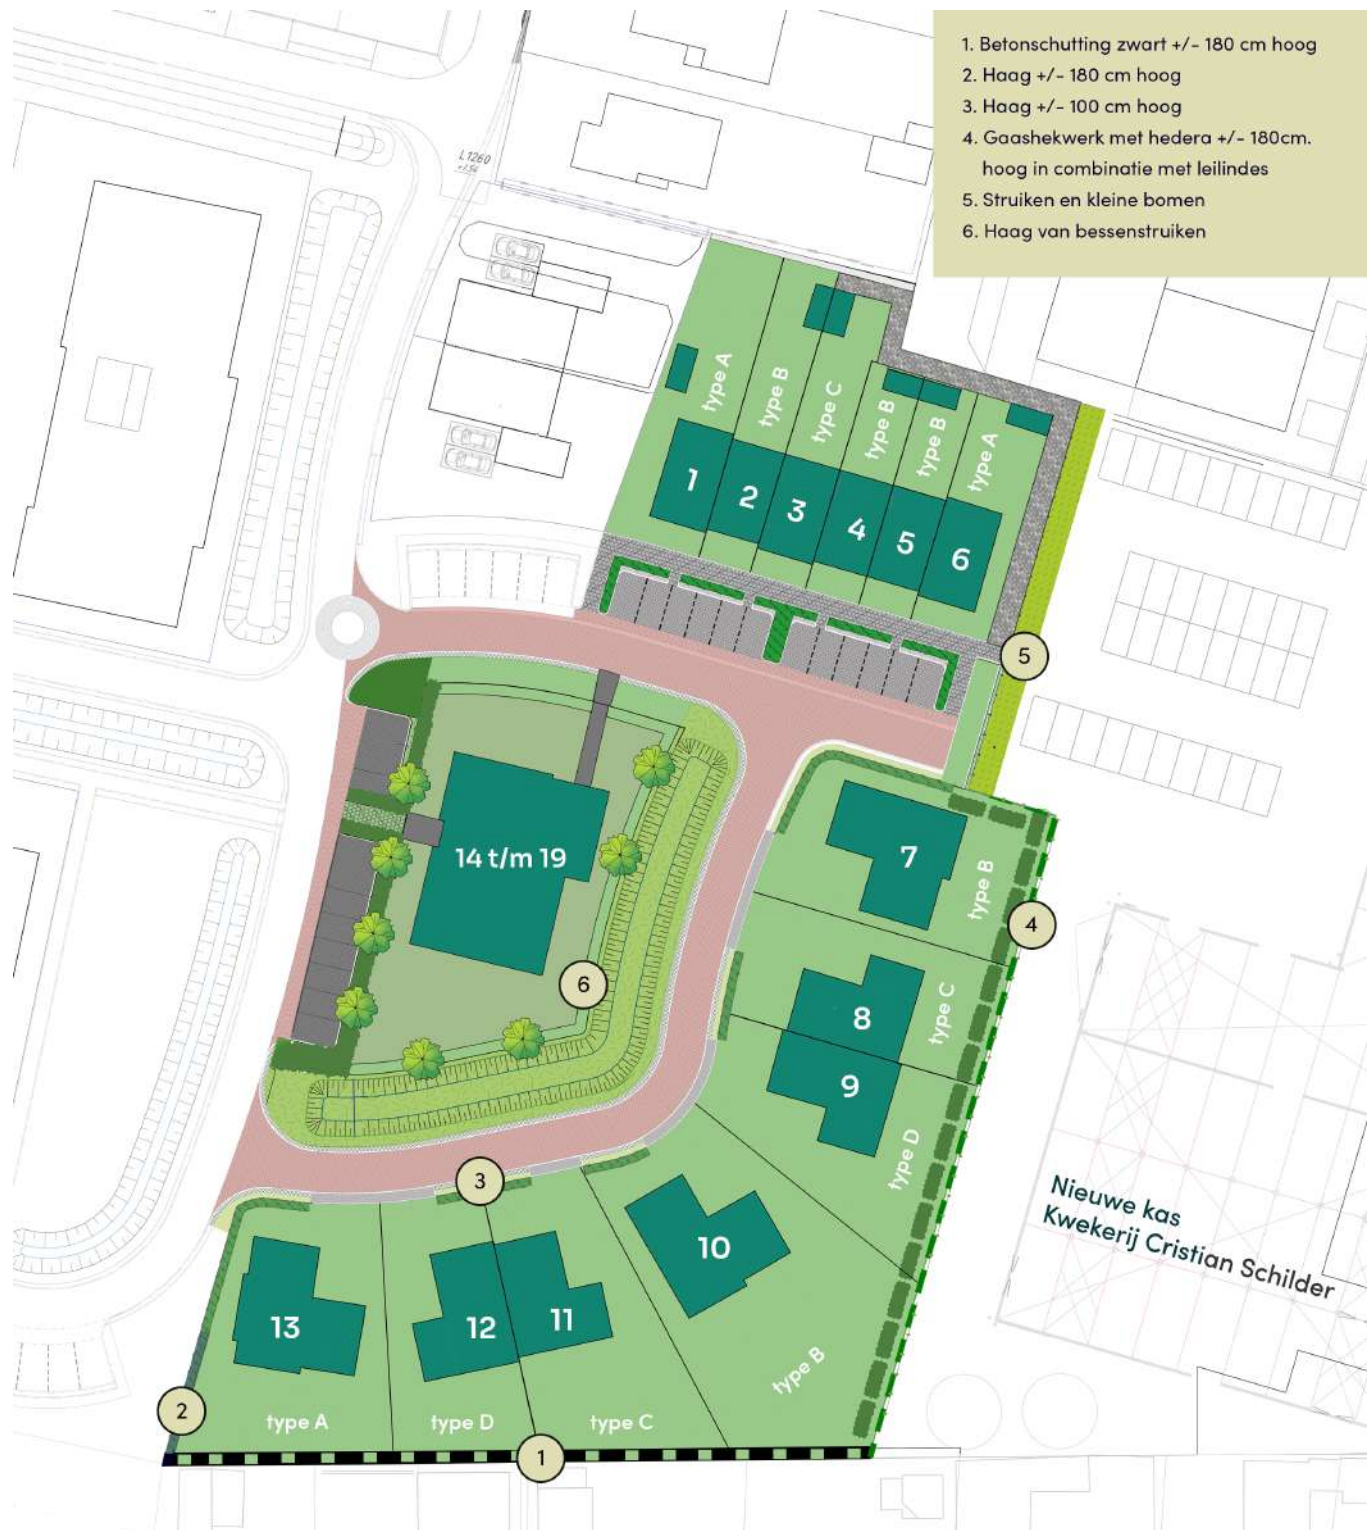 1. Betonschutting zwart +/- 180 cm hoog
2. Haag +/- 180 cm hoog
3. Haag +/- 100 cm hoog
4. Gaashekwerk met hedera +/- 180cm.
hoog in combinatie met leilindes
5. Struiken en kleine bomen
6. Haag van bessenstruiken
L1260
type A
type B
type C
type B
type B
type A
1
2
3
4
5
6
5
14 t/m 19
7
type B
4
6
8
type C
9
type D
3
10
Nieuwe kas
Kwekerij Cristian Schilder
13
12
11
type B
2
type A
type D
type C
1